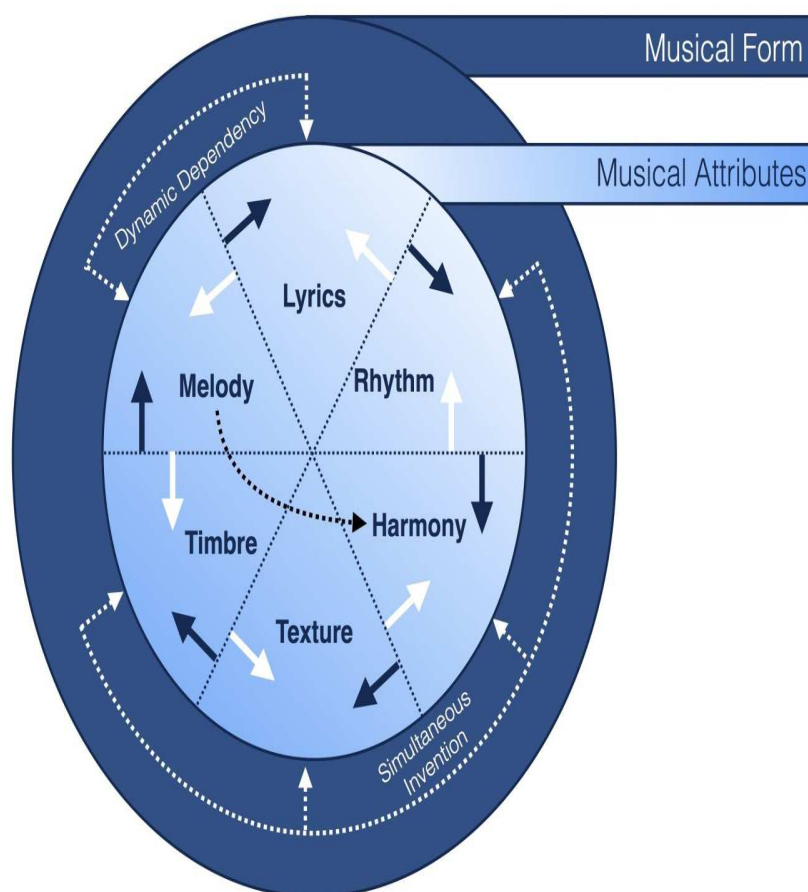 Musical Form
Musical Attributes
Dynamic Dependency
Lyrics
Melody
Rhythm
Timbre
Harmony
Texture
Simultaneous
Invention